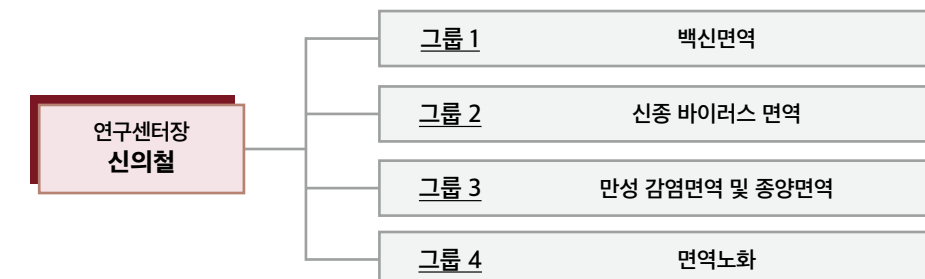 연구센터장
신의철
그룹 1 백신면역
그룹 2 신종 바이러스 면역
그룹 3 만성 감염면역 및 종양면역
그룹 4 면역노화